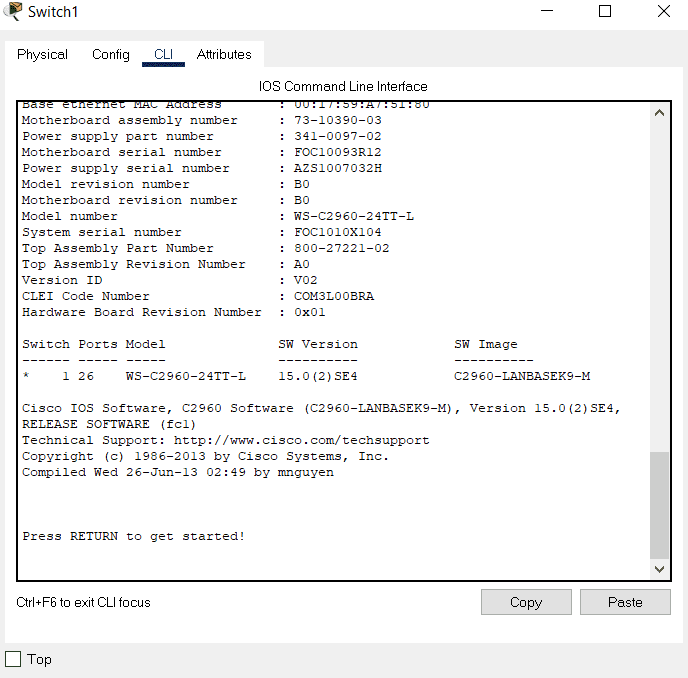 Switch1
Physical Config CLI Attributes
IOS Command Line Interface
Base ethernet MAC Address : 00:17:59:A7:51:80
Motherboard assembly number : 73-10390-03
Power supply part number : 341-0097-02
Motherboard serial number : FOC10093R12
Power supply serial number : AZS1007032H
Model revision number : B0
Motherboard revision number : B0
Model number : WS-C2960-24TT-L
System serial number : FOC1010X104
Top Assembly Part Number : 800-27221-02
Top Assembly Revision Number : A0
Version ID : V02
CLEI Code Number : COM3L00BRA
Hardware Board Revision Number : 0x01
Switch Ports Model SW Version SW Image
------ ----- ----- ---------- ----------
* 1 26 WS-C2960-24TT-L 15.0(2)SE4 C2960-LANBASEK9-M
Cisco IOS Software, C2960 Software (C2960-LANBASEK9-M), Version 15.0(2)SE4,
RELEASE SOFTWARE (fc1)
Technical Support: http://www.cisco.com/techsupport
Copyright (c) 1986-2013 by Cisco Systems, Inc.
Compiled Wed 26-Jun-13 02:49 by mnguyen
Press RETURN to get started!
Ctrl+F6 to exit CLI focus
Copy Paste
Top